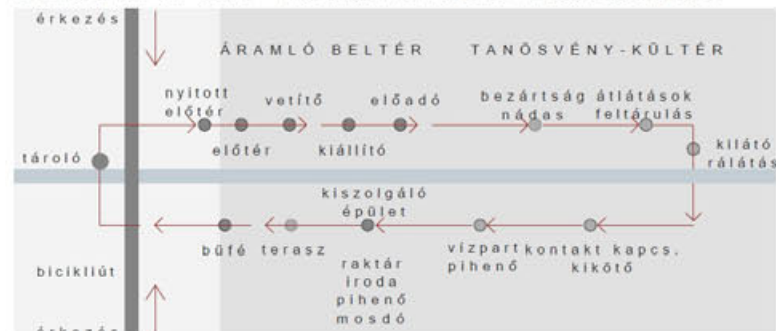 érkezés
ÁRAMLÓ BELTÉR
TANÖSVÉNY-KÜLTÉR
nyitott
előtér
vetítő
előadó
bezártság
nádas
átlátások
feltárulás
tároló
előtér
kiállító
kilátó
rálátás
kiszolgáló
épület
büfé
terasz
vízpart
pihenő
kontakt kapcs.
kikötő
bicikliút
raktár
iroda
pihenő
mosdó